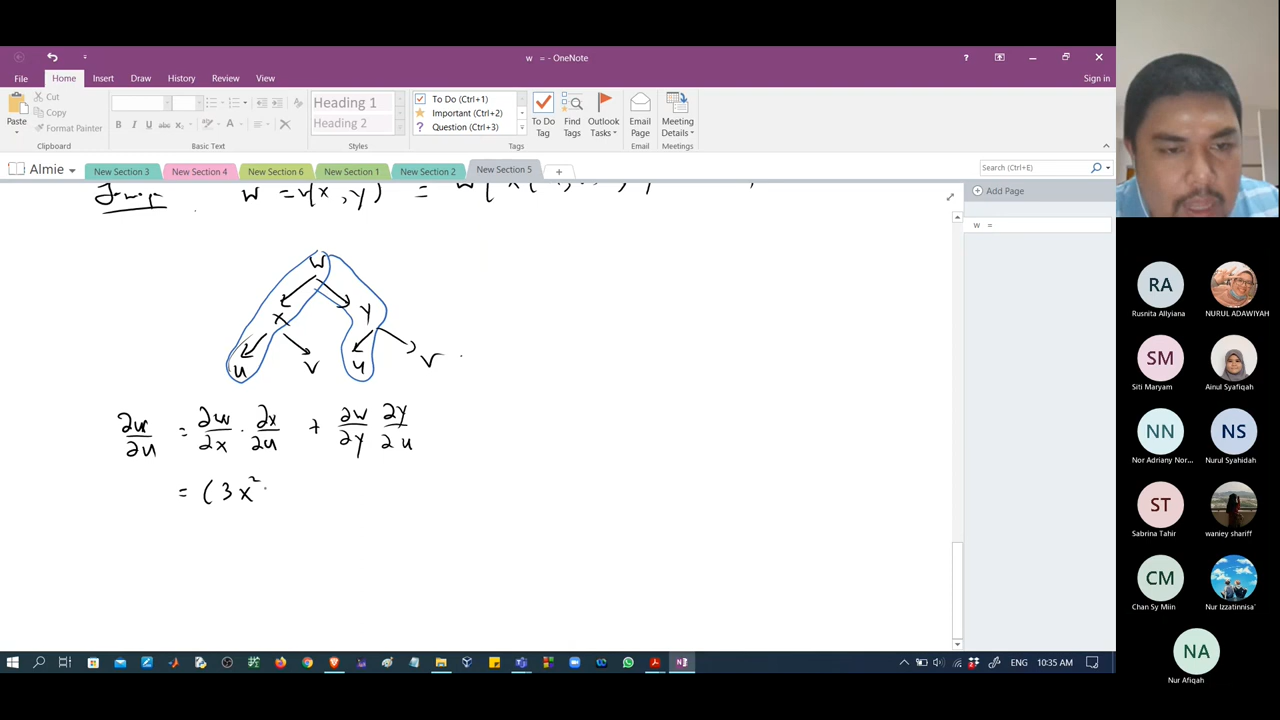 w = - OneNote
File Home Insert Draw History Review View Sign in
Paste
Cut
Copy
Format Painter
Clipboard
B I U abc
Basic Text
Heading 1
Heading 2
Styles
To Do (Ctrl+1)
Important (Ctrl+2)
Question (Ctrl+3)
Tags
To Do Tag
Find Tags
Outlook Tasks
Email Page
Email
Meeting Details
Meetings
Almie New Section 3 New Section 4 New Section 6 New Section 1 New Section 2 New Section 5
Search (Ctrl+E)
Add Page
w =
w
x y
u v u v
∂w/∂u = ∂w/∂x · ∂x/∂u + ∂w/∂y ∂y/∂u
= ( 3x²
ENG 10:35 AM
RA
Rusnita Allyiana NURUL ADAWIYAH
SM
Siti Maryam Ainul Syafiqah
NN NS
Nor Adriany Nor... Nurul Syahidah
ST
Sabrina Tahir waniey shariff
CM
Chan Sy Miin Nur Izzatinnisa'
NA
Nur Afiqah